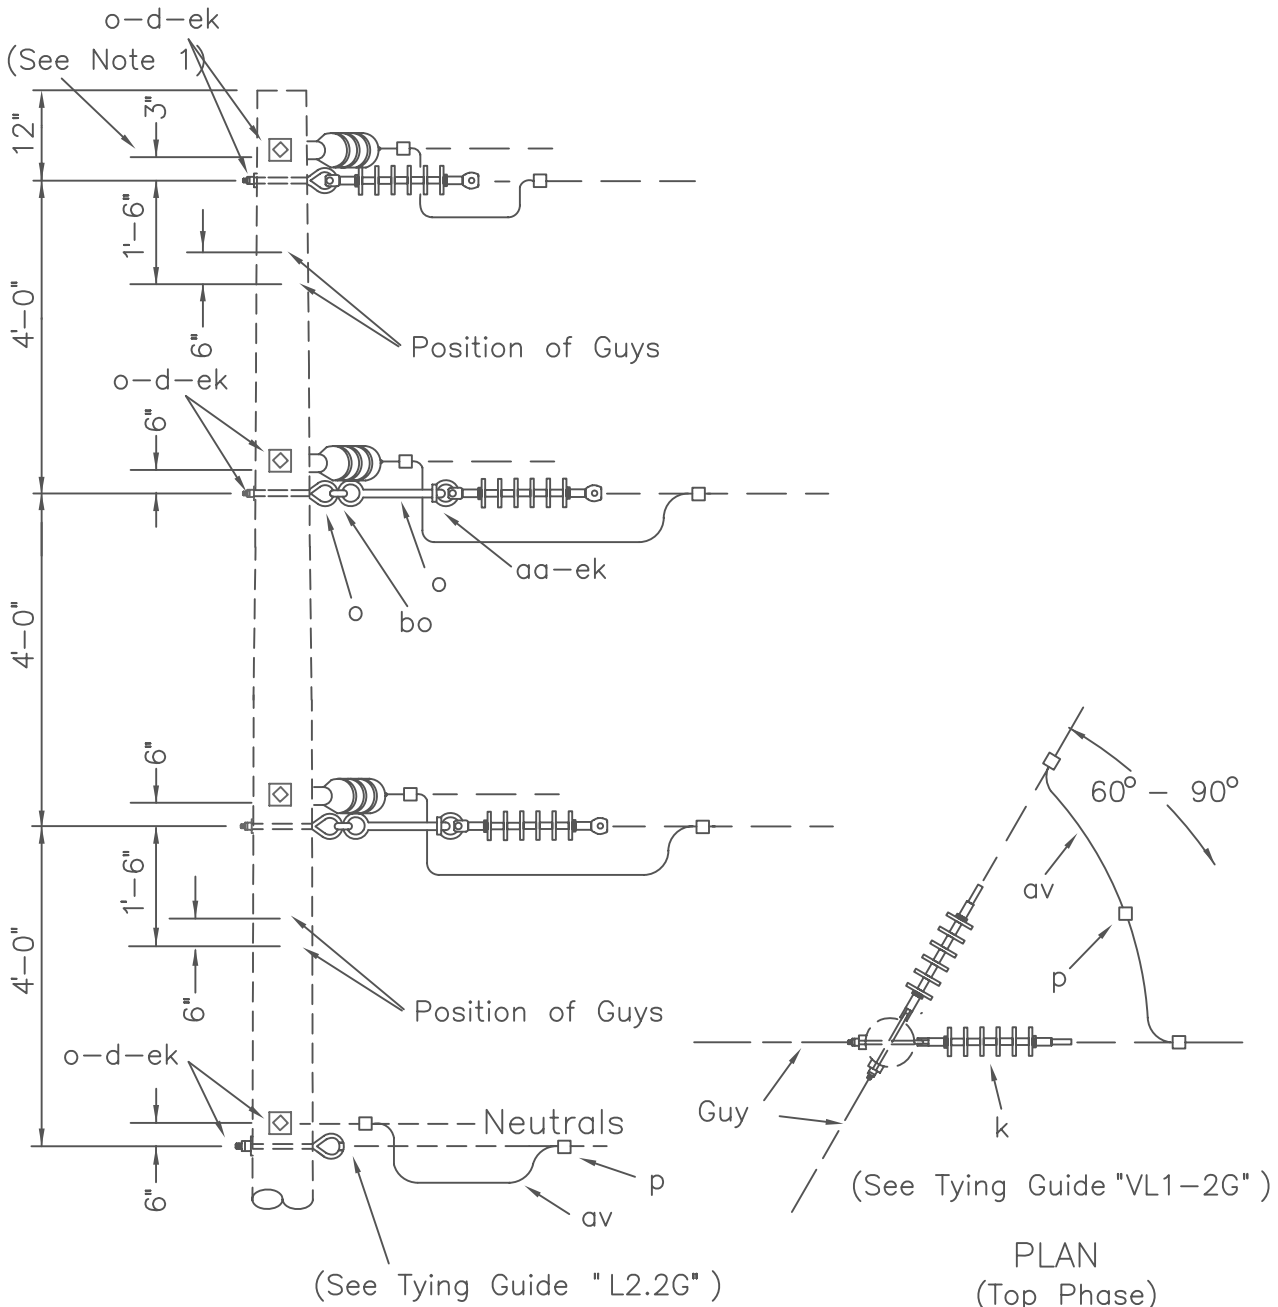 o-d-ek
(See Note 1)
12"
3"
1'-6"
4'-0"
6"
Position of Guys
o-d-ek
6"
aa-ek
o
o
bo
4'-0"
6"
60° - 90°
1'-6"
av
4'-0"
p
6"
Position of Guys
o-d-ek
Neutrals
Guy
k
6"
p
av
(See Tying Guide "VL1-2G")
(See Tying Guide "L2.2G")
PLAN
(Top Phase)